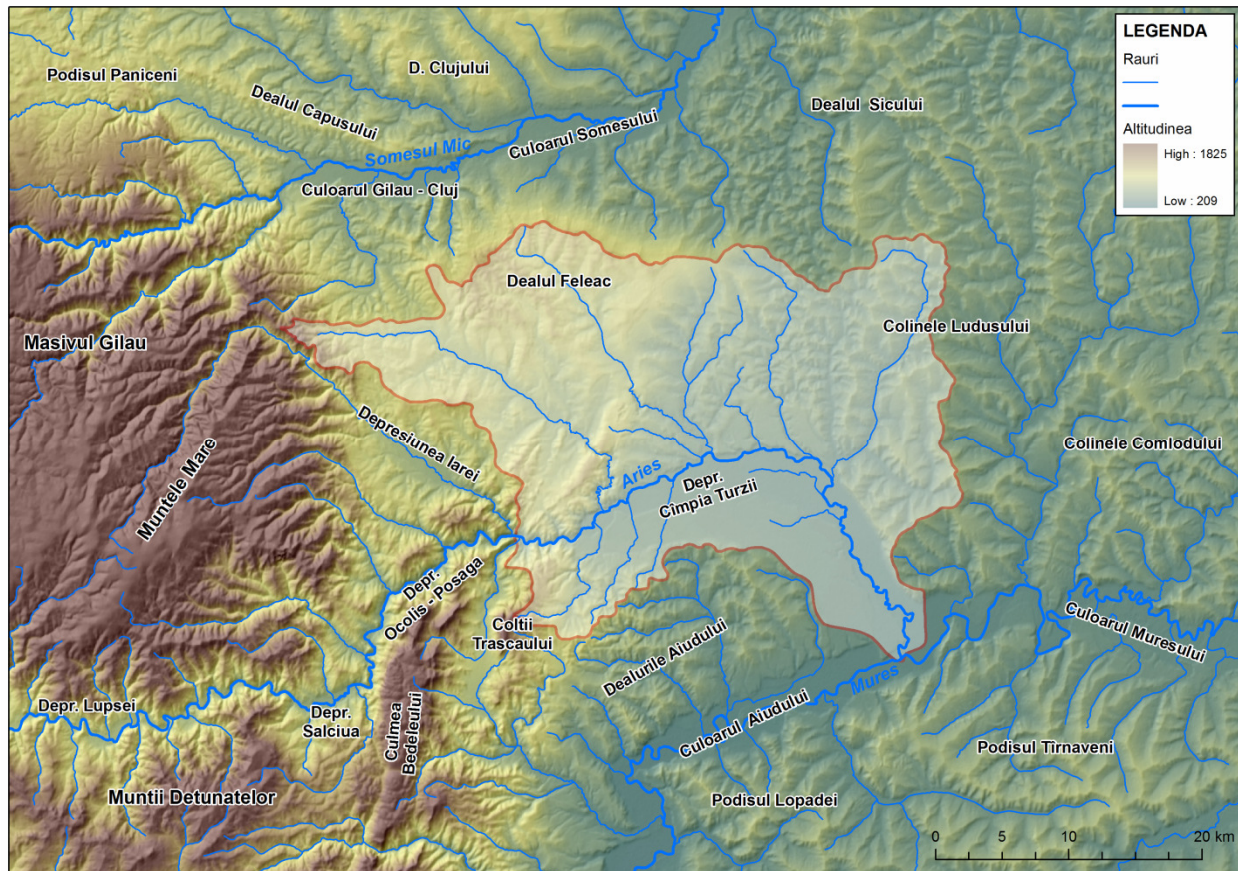 LEGENDA
Rauri
Altitudinea
High : 1825
Low : 209
Podisul Paniceni
D. Clujului
Dealul Capusului
Dealul Sicului
Somesul Mic
Culoarul Somesului
Culoarul Gilau - Cluj
Dealul Feleac
Masivul Gilau
Colinele Ludusului
Depresiunea Iarei
Muntele Mare
Colinele Comlodului
Aries
Depr.
Cîmpia Turzii
Depr.
Ocolis - Posaga
Coltii
Trascaului
Culoarul Muresului
Dealurile Aiudului
Mures
Depr. Lupsei
Depr.
Salciua
Culmea
Bedeleului
Culoarul Aiudului
Podisul Tîrnaveni
Muntii Detunatelor
Podisul Lopadei
0 5 10 20 km